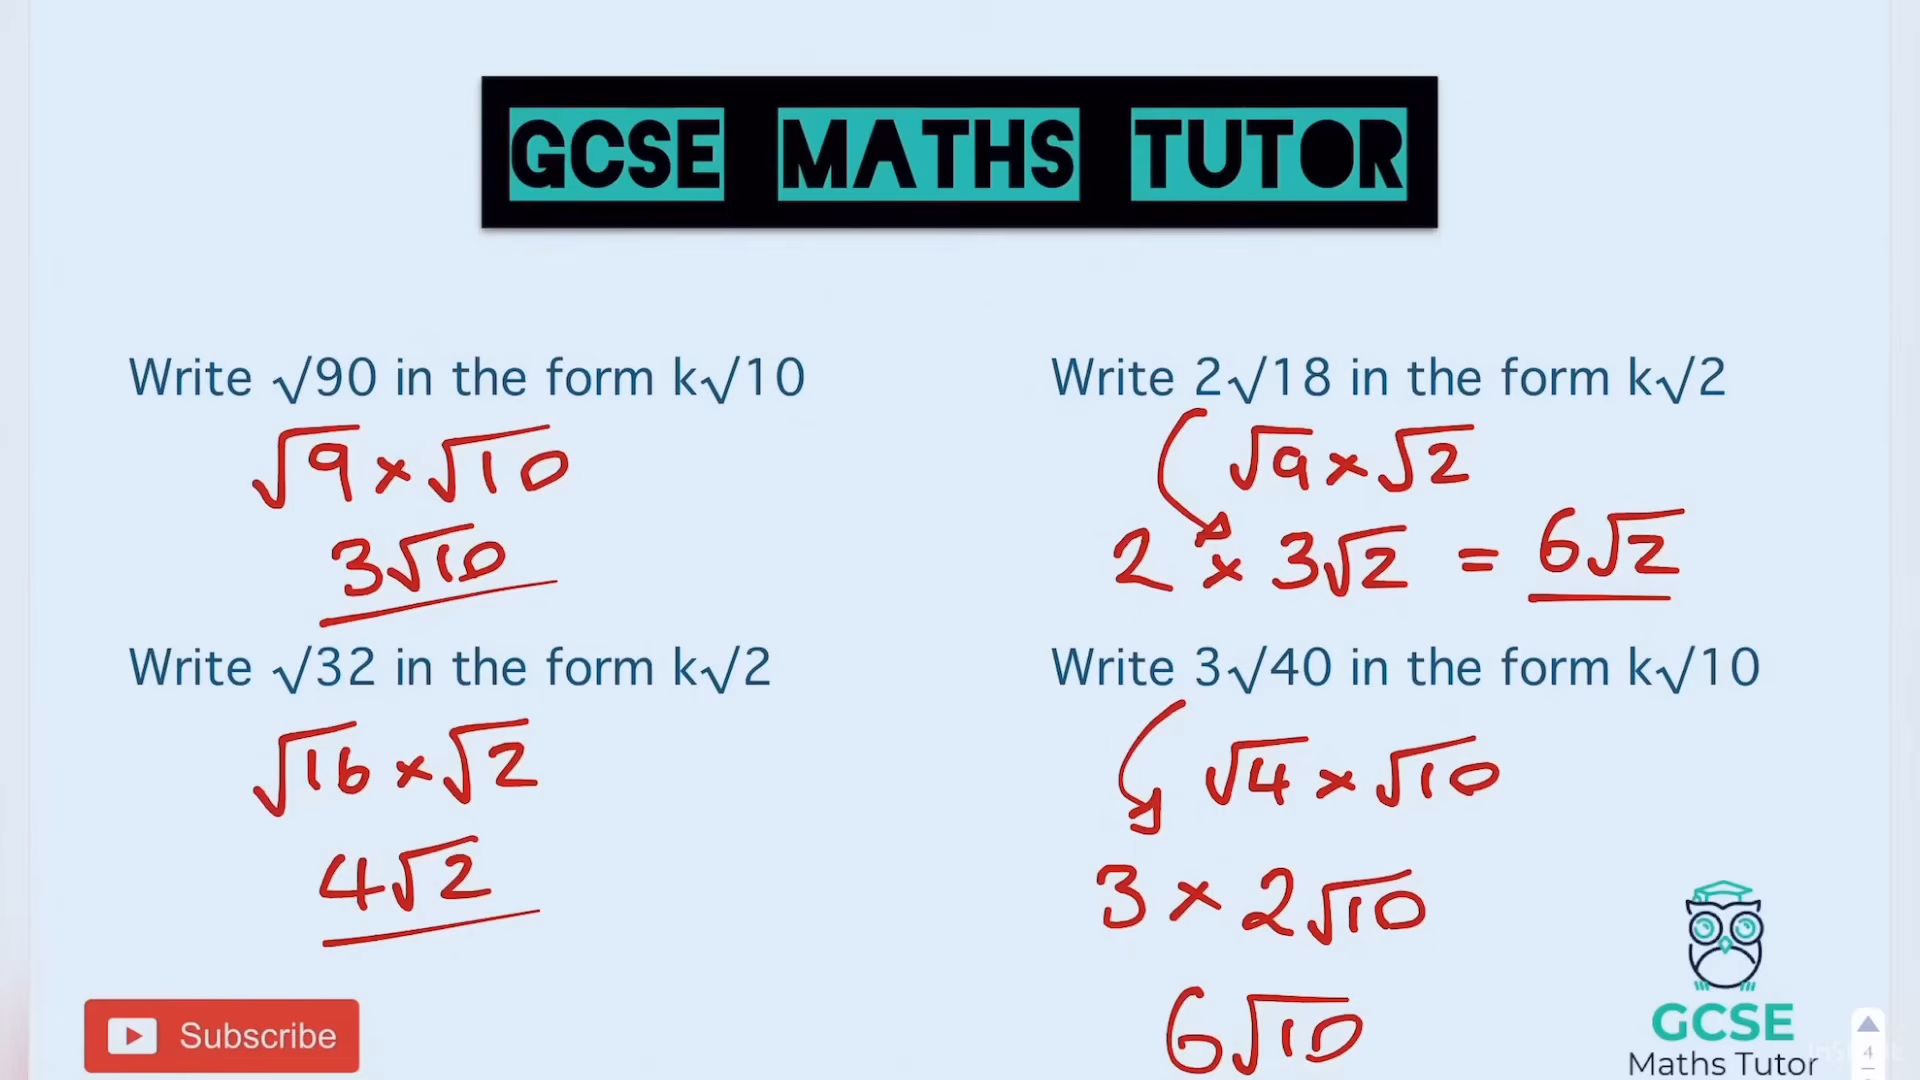 GCSE MATHS TUTOR
Write √90 in the form k√10
√9 × √10
3√10
Write √32 in the form k√2
√16 × √2
4√2
Write 2√18 in the form k√2
√9 × √2
2 × 3√2 = 6√2
Write 3√40 in the form k√10
√4 × √10
3 × 2√10
6√10
Subscribe
GCSE
Maths Tutor
4